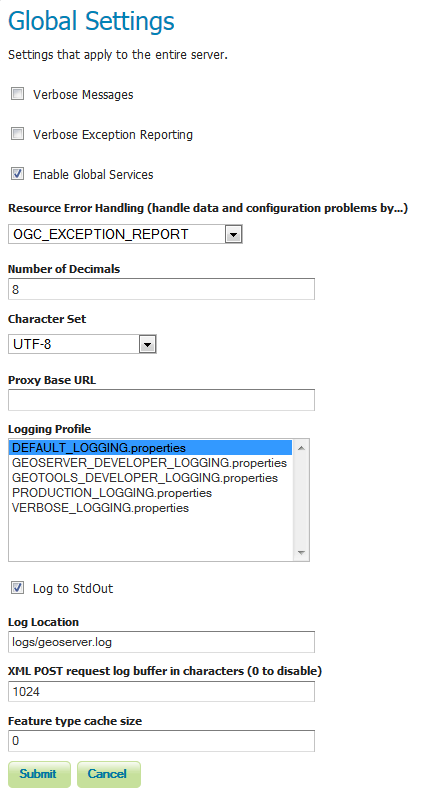 Global Settings
Settings that apply to the entire server.
Verbose Messages
Verbose Exception Reporting
Enable Global Services
Resource Error Handling (handle data and configuration problems by...)
OGC_EXCEPTION_REPORT
Number of Decimals
8
Character Set
UTF-8
Proxy Base URL
Logging Profile
DEFAULT_LOGGING.properties
GEOSERVER_DEVELOPER_LOGGING.properties
GEOTOOLS_DEVELOPER_LOGGING.properties
PRODUCTION_LOGGING.properties
VERBOSE_LOGGING.properties
Log to StdOut
Log Location
logs/geoserver.log
XML POST request log buffer in characters (0 to disable)
1024
Feature type cache size
0
Submit Cancel